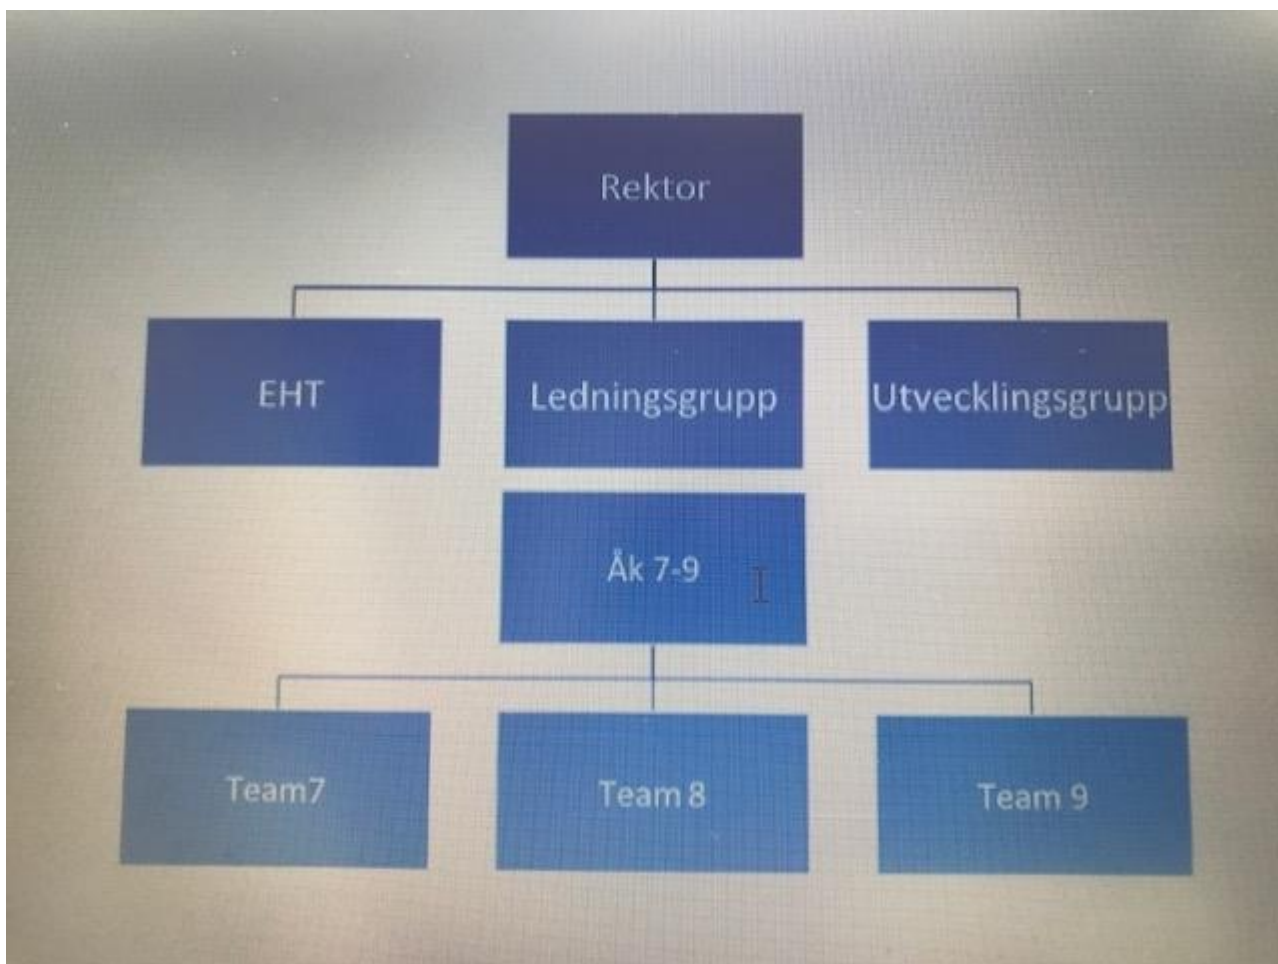 Rektor
EHT
Ledningsgrupp
Utvecklingsgrupp
Åk 7-9
Team7
Team 8
Team 9